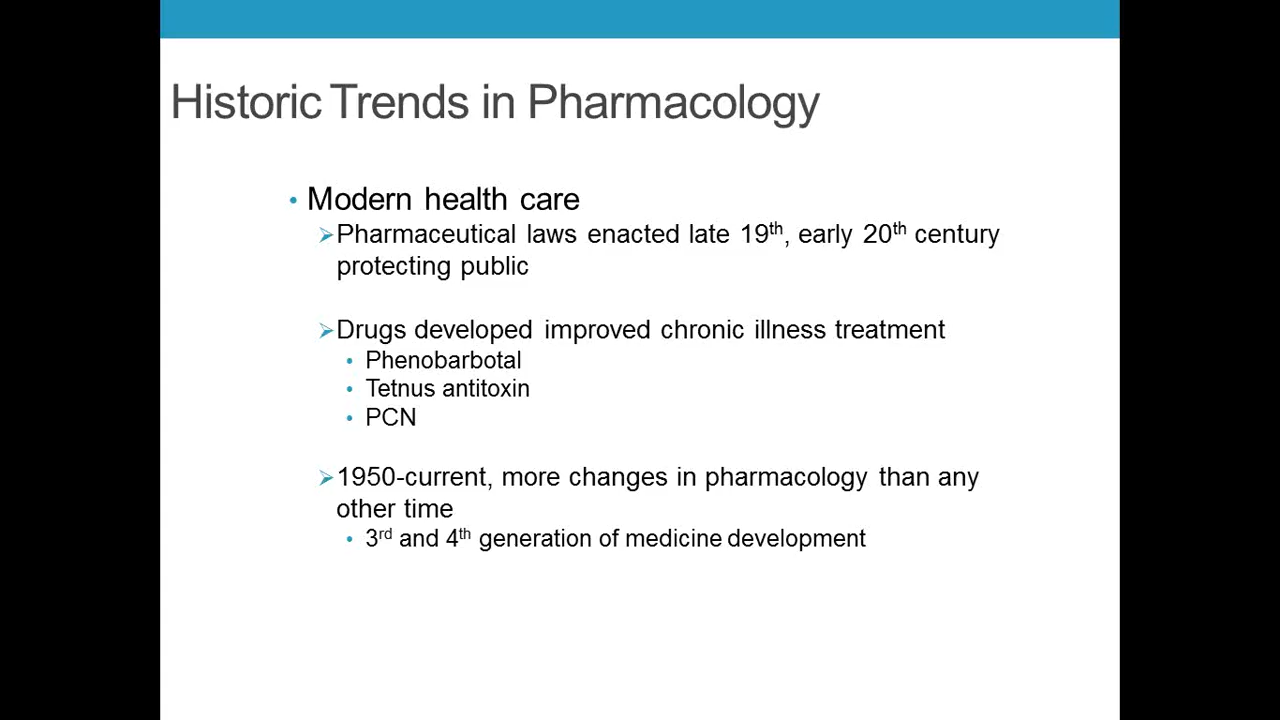 Historic Trends in Pharmacology
• Modern health care
➢Pharmaceutical laws enacted late 19th, early 20th century
protecting public
➢Drugs developed improved chronic illness treatment
• Phenobarbotal
• Tetnus antitoxin
• PCN
➢1950-current, more changes in pharmacology than any
other time
• 3rd and 4th generation of medicine development